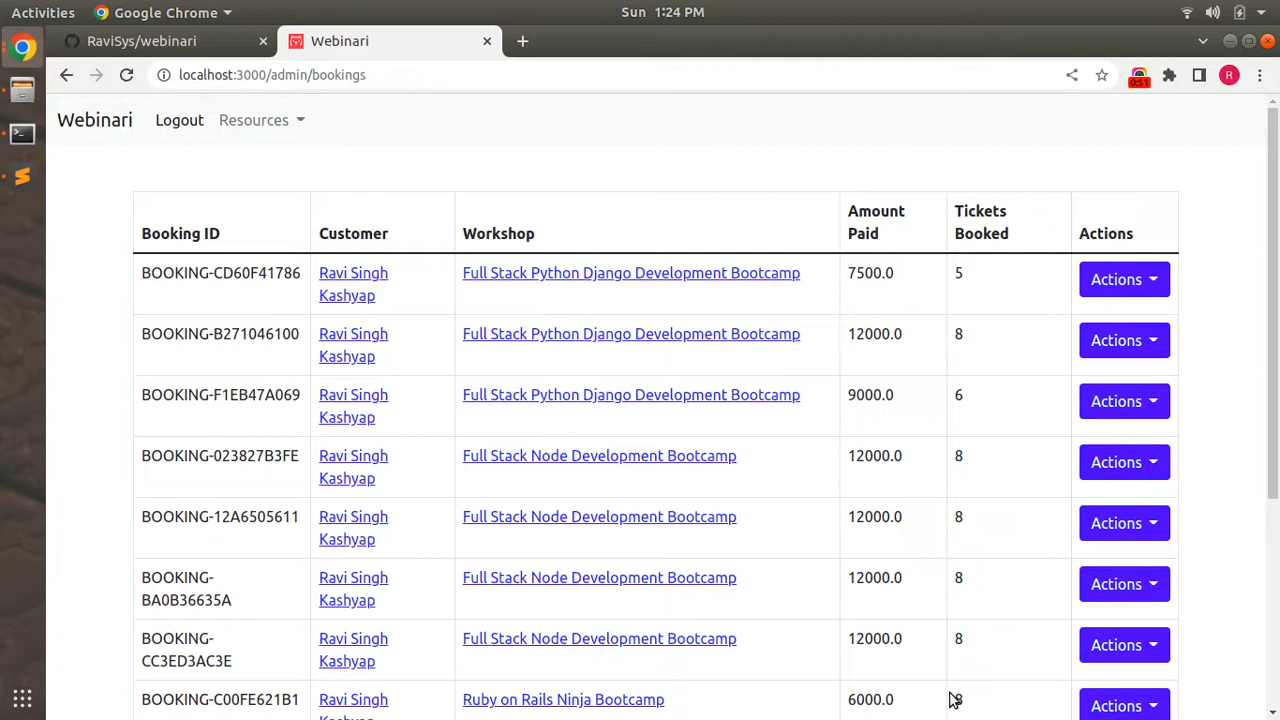 Activities
Google Chrome
Sun 1:24 PM
RaviSys/webinari
Webinari
localhost:3000/admin/bookings
0:51
R
Webinari
Logout
Resources
Booking ID
Customer
Workshop
Amount
Paid
Tickets
Booked
Actions
BOOKING-CD60F41786
Ravi Singh
Kashyap
Full Stack Python Django Development Bootcamp
7500.0
5
Actions
BOOKING-B271046100
Ravi Singh
Kashyap
Full Stack Python Django Development Bootcamp
12000.0
8
Actions
BOOKING-F1EB47A069
Ravi Singh
Kashyap
Full Stack Python Django Development Bootcamp
9000.0
6
Actions
BOOKING-023827B3FE
Ravi Singh
Kashyap
Full Stack Node Development Bootcamp
12000.0
8
Actions
BOOKING-12A6505611
Ravi Singh
Kashyap
Full Stack Node Development Bootcamp
12000.0
8
Actions
BOOKING-
BA0B36635A
Ravi Singh
Kashyap
Full Stack Node Development Bootcamp
12000.0
8
Actions
BOOKING-
CC3ED3AC3E
Ravi Singh
Kashyap
Full Stack Node Development Bootcamp
12000.0
8
Actions
BOOKING-C00FE621B1
Ravi Singh
Ruby on Rails Ninja Bootcamp
6000.0
Actions